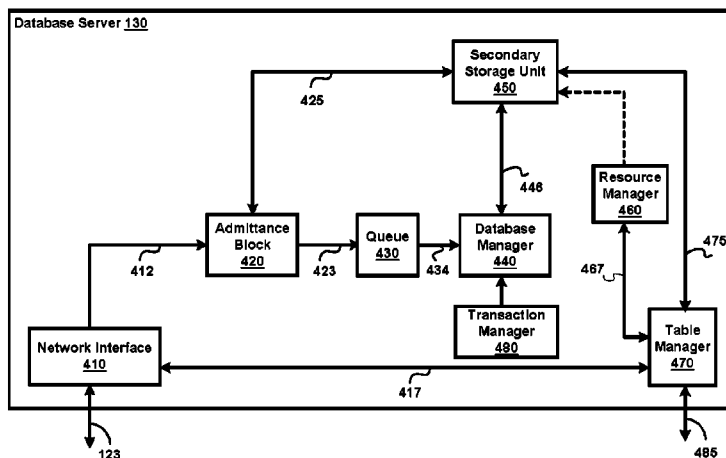 Database Server 130
Secondary
Storage Unit
450
425
446
Resource
Manager
460
475
Admittance
Block
420
Queue
430
Database
Manager
440
412
423
434
467
Transaction
Manager
480
Network Interface
410
Table
Manager
470
417
123
485